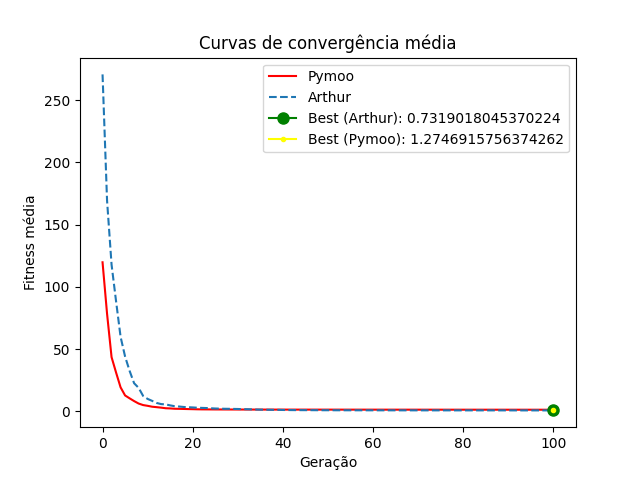 Curvas de convergência média
Pymoo
Arthur
Best (Arthur): 0.7319018045370224
Best (Pymoo): 1.2746915756374262
Fitness média
250
200
150
100
50
0
0 20 40 60 80 100
Geração